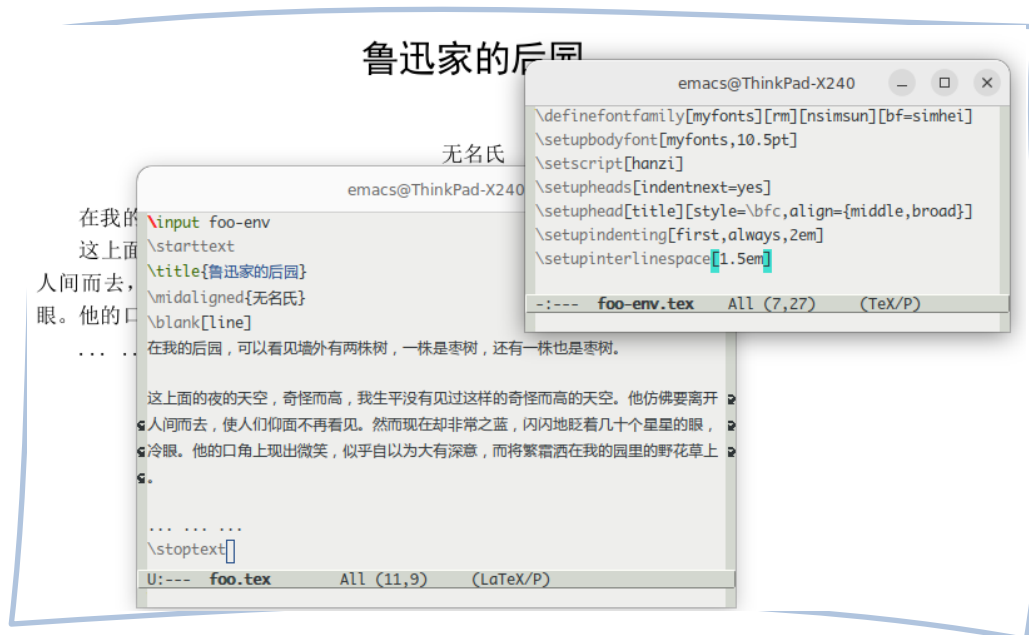 鲁迅家的后园
无名氏
在我的
这上面
人间而去，
眼。他的口
... ..
emacs@ThinkPad-X240
\definefontfamily[myfonts][rm][nsimsun][bf=simhei]
\setupbodyfont[myfonts,10.5pt]
\setscript[hanzi]
\setupheads[indentnext=yes]
\setuphead[title][style=\bfc,align={middle,broad}]
\setupindenting[first,always,2em]
\setupinterlinespace[1.5em]
-:--- foo-env.tex All (7,27) (TeX/P)
emacs@ThinkPad-X240
\input foo-env
\starttext
\title{鲁迅家的后园}
\midaligned{无名氏}
\blank[line]
在我的后园，可以看见墙外有两株树，一株是枣树，还有一株也是枣树。
这上面的夜的天空，奇怪而高，我生平没有见过这样的奇怪而高的天空。他仿佛要离开
人间而去，使人们仰面不再看见。然而现在却非常之蓝，闪闪地眨着几十个星星的眼，
冷眼。他的口角上现出微笑，似乎自以为大有深意，而将繁霜洒在我的园里的野花草上
。
... ... ...
\stoptext
U:--- foo.tex All (11,9) (LaTeX/P)